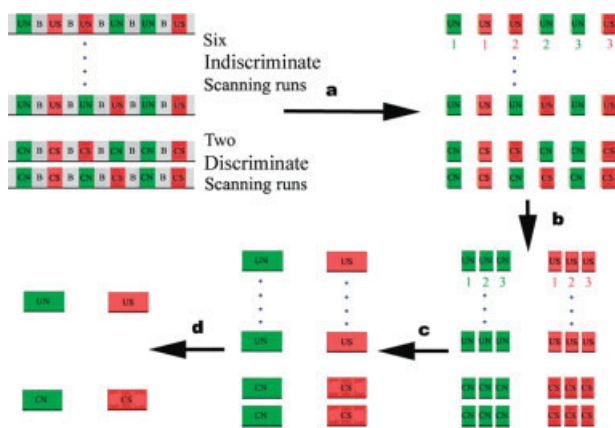 UN B US B US B UN B UN B US
Six
Indiscriminate
Scanning runs
UN B US B UN B US B UN B US
Two
Discriminate
Scanning runs
CN B CS B CS B CN B CN B CS
CN B CS B CN B CS B CN B CS
a
UN US US UN UN US
1 1 2 2 3 3
UN US UN US UN US
CN CS CS CN CN CS
CN CS CN CS CN CS
b
UN UN UN US US US
1 2 3 1 2 3
UN UN UN US US US
CN CN CN CS CS CS
CN CN CN CS CS CS
c
UN US
UN US
CN CS
CN CS
d
UN US
CN CS